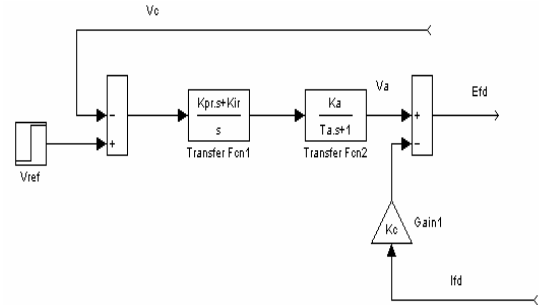 Vc
Kpr.s+Kir
s
Transfer Fcn1
Ka
Ta.s+1
Transfer Fcn2
Va
Efd
Vref
Kc
Gain1
Ifd
-
+
+
-